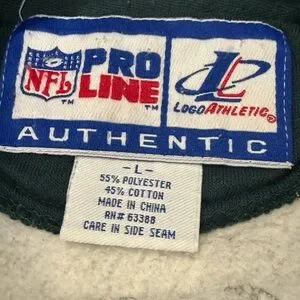 NFL
PRO
LINE
TM
TM
LOGO ATHLETIC®
AUTHENTIC
- L -
55% POLYESTER
45% COTTON
MADE IN CHINA
RN# 63388
CARE IN SIDE SEAM